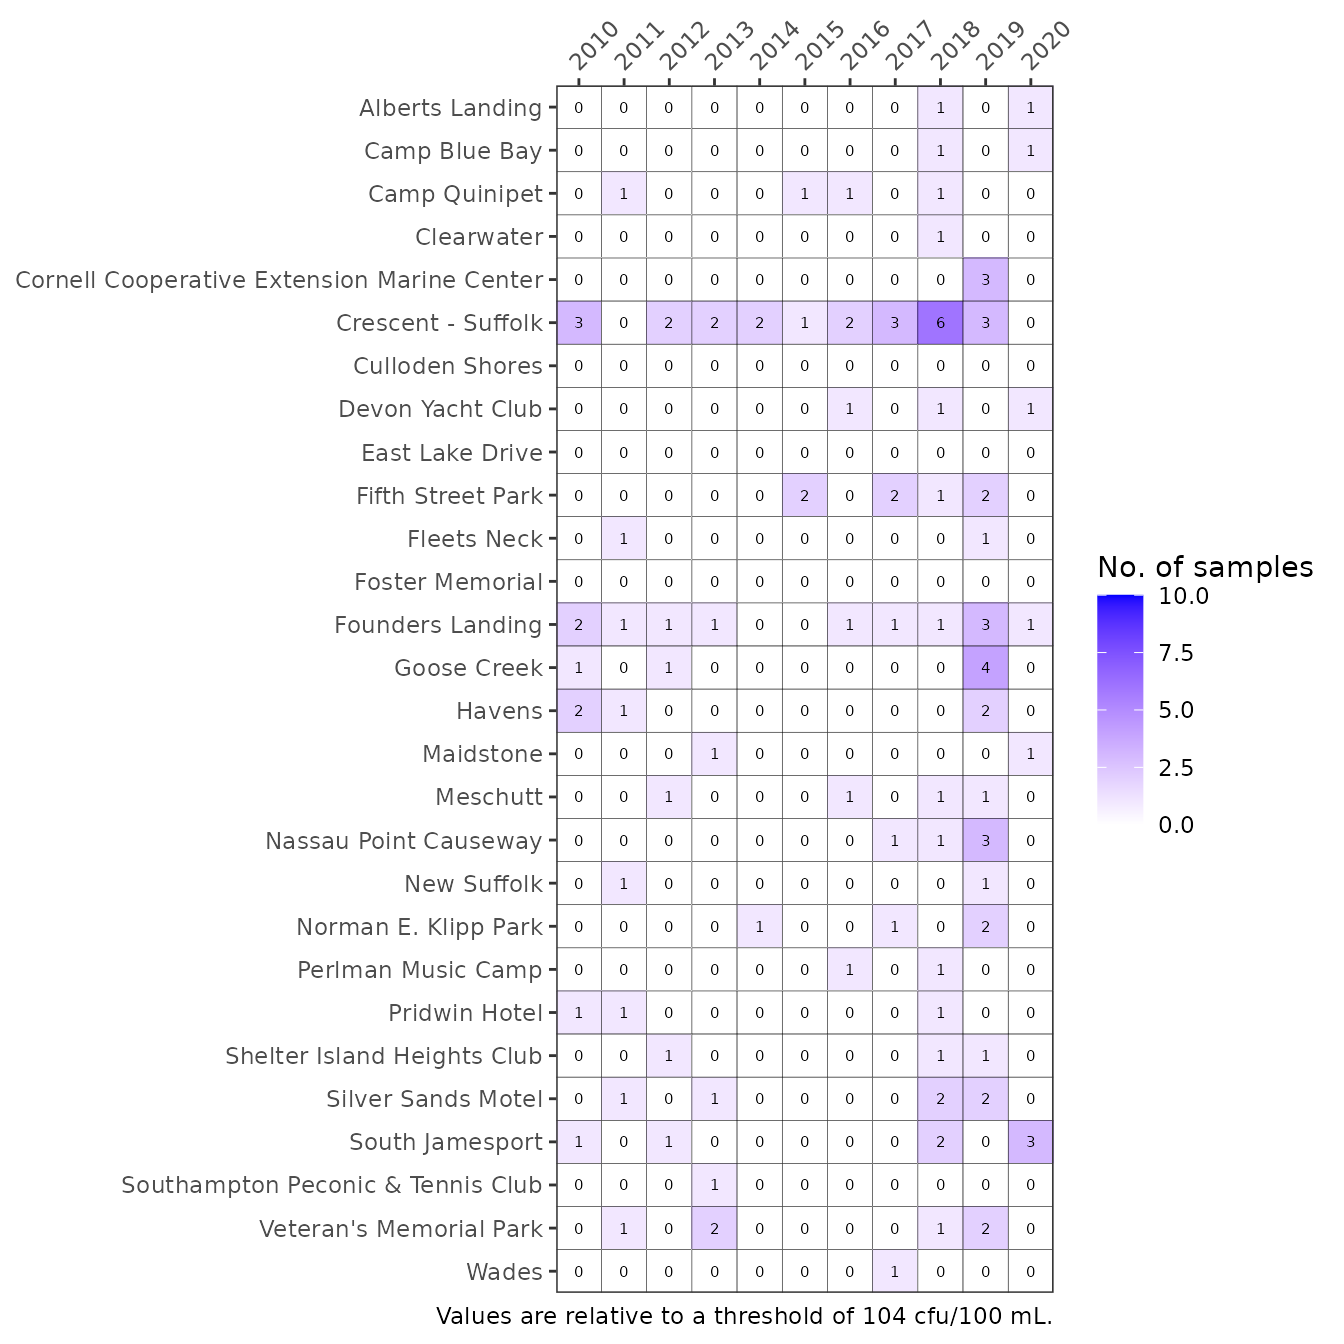 2010 2011 2012 2013 2014 2015 2016 2017 2018 2019 2020
Alberts Landing 0 0 0 0 0 0 0 0 1 0 1
Camp Blue Bay 0 0 0 0 0 0 0 0 1 0 1
Camp Quinipet 0 1 0 0 0 1 1 0 1 0 0
Clearwater 0 0 0 0 0 0 0 0 1 0 0
Cornell Cooperative Extension Marine Center 0 0 0 0 0 0 0 0 0 3 0
Crescent - Suffolk 3 0 2 2 2 1 2 3 6 3 0
Culloden Shores 0 0 0 0 0 0 0 0 0 0 0
Devon Yacht Club 0 0 0 0 0 0 1 0 1 0 1
East Lake Drive 0 0 0 0 0 0 0 0 0 0 0
Fifth Street Park 0 0 0 0 0 2 0 2 1 2 0
Fleets Neck 0 1 0 0 0 0 0 0 0 1 0
Foster Memorial 0 0 0 0 0 0 0 0 0 0 0
Founders Landing 2 1 1 1 0 0 1 1 1 3 1
Goose Creek 1 0 1 0 0 0 0 0 0 4 0
Havens 2 1 0 0 0 0 0 0 0 2 0
Maidstone 0 0 0 1 0 0 0 0 0 0 1
Meschutt 0 0 1 0 0 0 1 0 1 1 0
Nassau Point Causeway 0 0 0 0 0 0 0 1 1 3 0
New Suffolk 0 1 0 0 0 0 0 0 0 1 0
Norman E. Klipp Park 0 0 0 0 1 0 0 1 0 2 0
Perlman Music Camp 0 0 0 0 0 0 1 0 1 0 0
Pridwin Hotel 1 1 0 0 0 0 0 0 1 0 0
Shelter Island Heights Club 0 0 1 0 0 0 0 0 1 1 0
Silver Sands Motel 0 1 0 1 0 0 0 0 2 2 0
South Jamesport 1 0 1 0 0 0 0 0 2 0 3
Southampton Peconic & Tennis Club 0 0 0 1 0 0 0 0 0 0 0
Veteran's Memorial Park 0 1 0 2 0 0 0 0 1 2 0
Wades 0 0 0 0 0 0 0 1 0 0 0
Values are relative to a threshold of 104 cfu/100 mL.
No. of samples
10.0
7.5
5.0
2.5
0.0